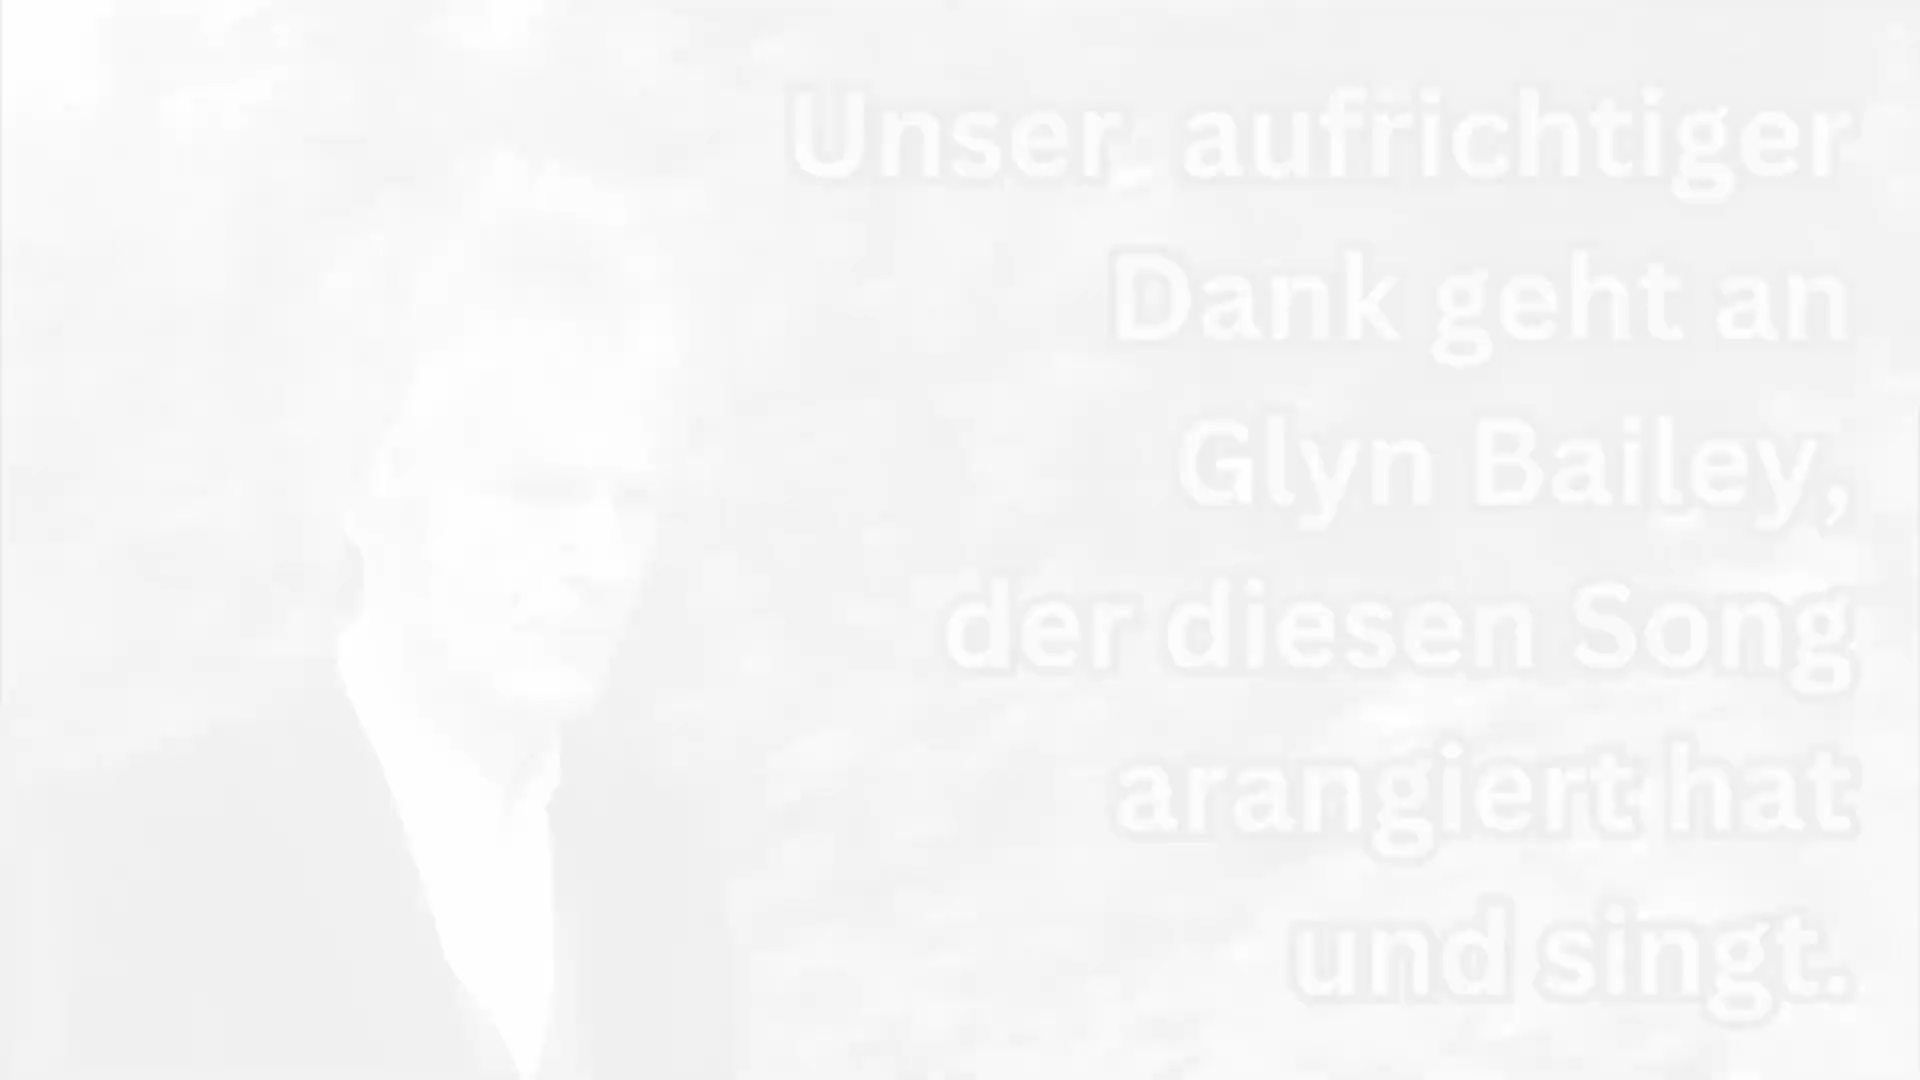 Unser aufrichtiger
Dank geht an
Glyn Bailey,
der diesen Song
arangiert hat
und singt.